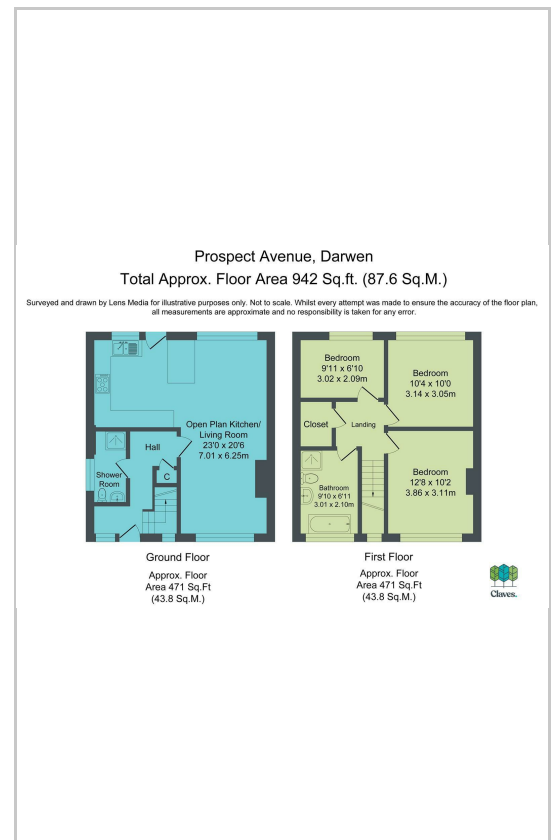 Prospect Avenue, Darwen
Total Approx. Floor Area 942 Sq.ft. (87.6 Sq.M.)
Surveyed and drawn by Lens Media for illustrative purposes only. Not to scale. Whilst every attempt was made to ensure the accuracy of the floor plan,
all measurements are approximate and no responsibility is taken for any error.
Open Plan Kitchen/
Living Room
23'0 x 20'6
7.01 x 6.25m
Hall
Shower
Room
C
Ground Floor
Approx. Floor
Area 471 Sq.Ft
(43.8 Sq.M.)
Bedroom
9'11 x 6'10
3.02 x 2.09m
Bedroom
10'4 x 10'0
3.14 x 3.05m
Closet
Landing
Bathroom
9'10 x 6'11
3.01 x 2.10m
Bedroom
12'8 x 10'2
3.86 x 3.11m
First Floor
Approx. Floor
Area 471 Sq.Ft
(43.8 Sq.M.)
Claves.